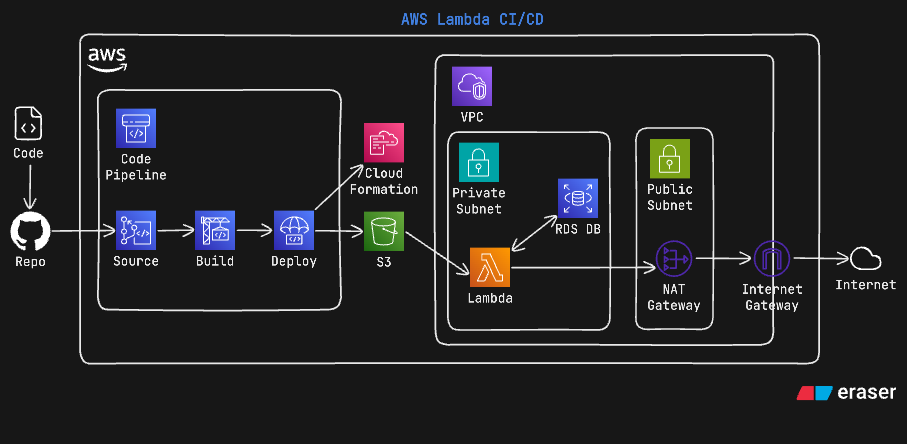 AWS Lambda CI/CD
aws
VPC
Code
Code
Pipeline
Cloud
Formation
Private
Subnet
Public
Subnet
RDS DB
Repo
Source
Build
Deploy
S3
Lambda
NAT
Gateway
Internet
Gateway
Internet
eraser